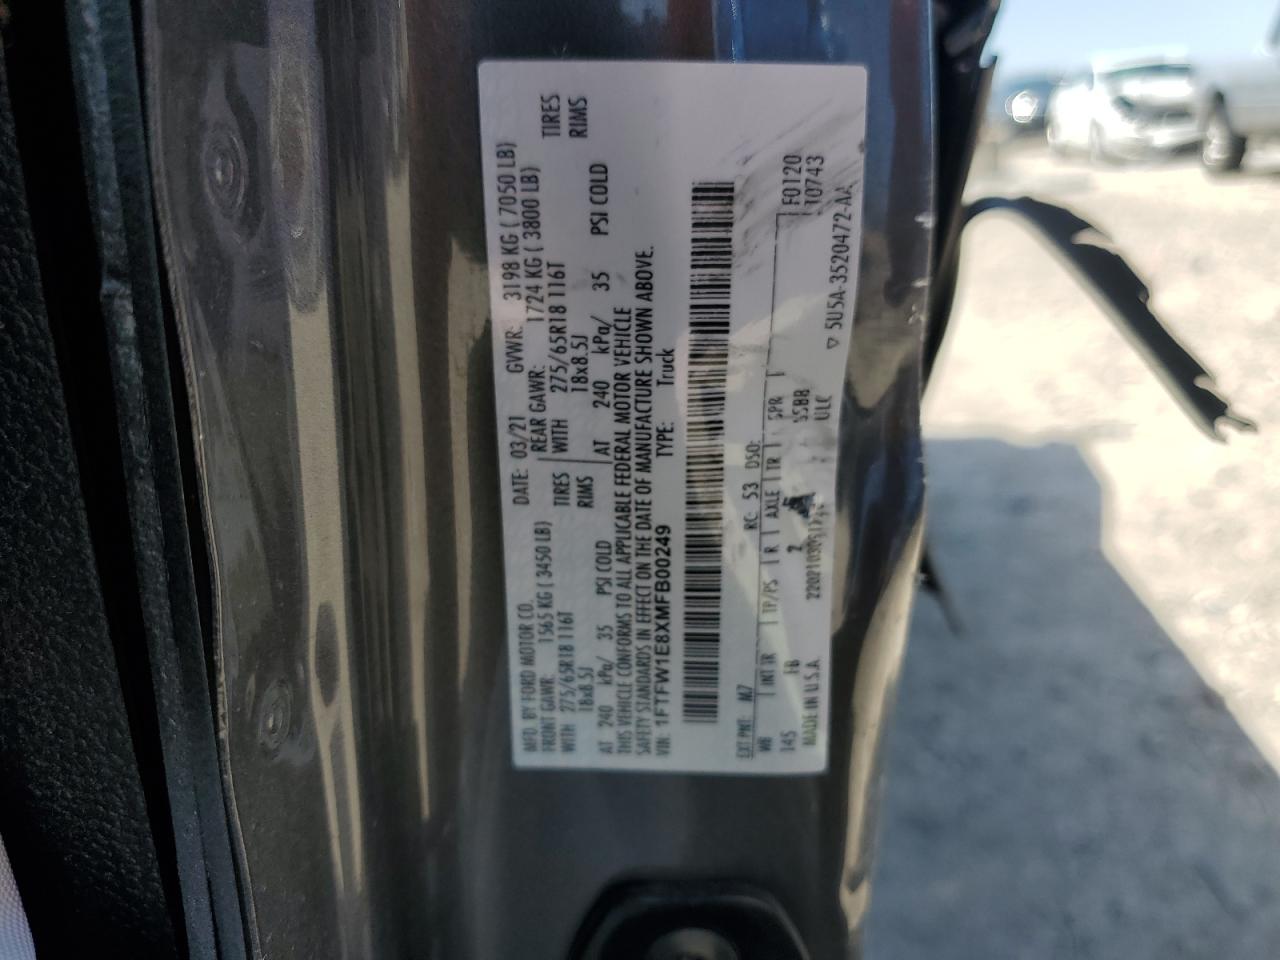 MFD. BY FORD MOTOR CO. DATE: 03/21 GVWR: 3198 KG ( 7050 LB)
FRONT GAWR: 1565 KG ( 3450 LB) REAR GAWR: 1724 KG ( 3800 LB)
WITH 275/65R18 116T TIRES WITH 275/65R18 116T TIRES
18x8.5J RIMS 18x8.5J RIMS
AT 240 kPa/ 35 PSI COLD AT 240 kPa/ 35 PSI COLD
THIS VEHICLE CONFORMS TO ALL APPLICABLE FEDERAL MOTOR VEHICLE
SAFETY STANDARDS IN EFFECT ON THE DATE OF MANUFACTURE SHOWN ABOVE.
VIN: 1FTFW1E8XMFB00249 TYPE: Truck
EXT PNT: M7 RC: 53 DSO: F0120
WB INT TR TP/PS R AXLE TR SPR T0743
145 2 5SBB
MADE IN U.S.A. ULC
5U5A-3520472-AA